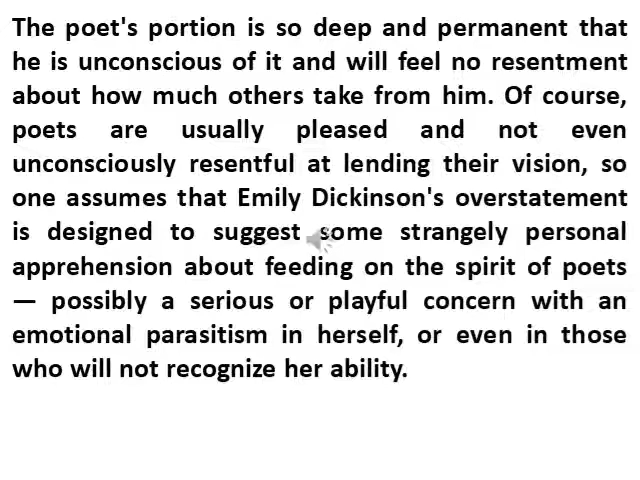 The poet's portion is so deep and permanent that
he is unconscious of it and will feel no resentment
about how much others take from him. Of course,
poets are usually pleased and not even
unconsciously resentful at lending their vision, so
one assumes that Emily Dickinson's overstatement
is designed to suggest some strangely personal
apprehension about feeding on the spirit of poets
— possibly a serious or playful concern with an
emotional parasitism in herself, or even in those
who will not recognize her ability.